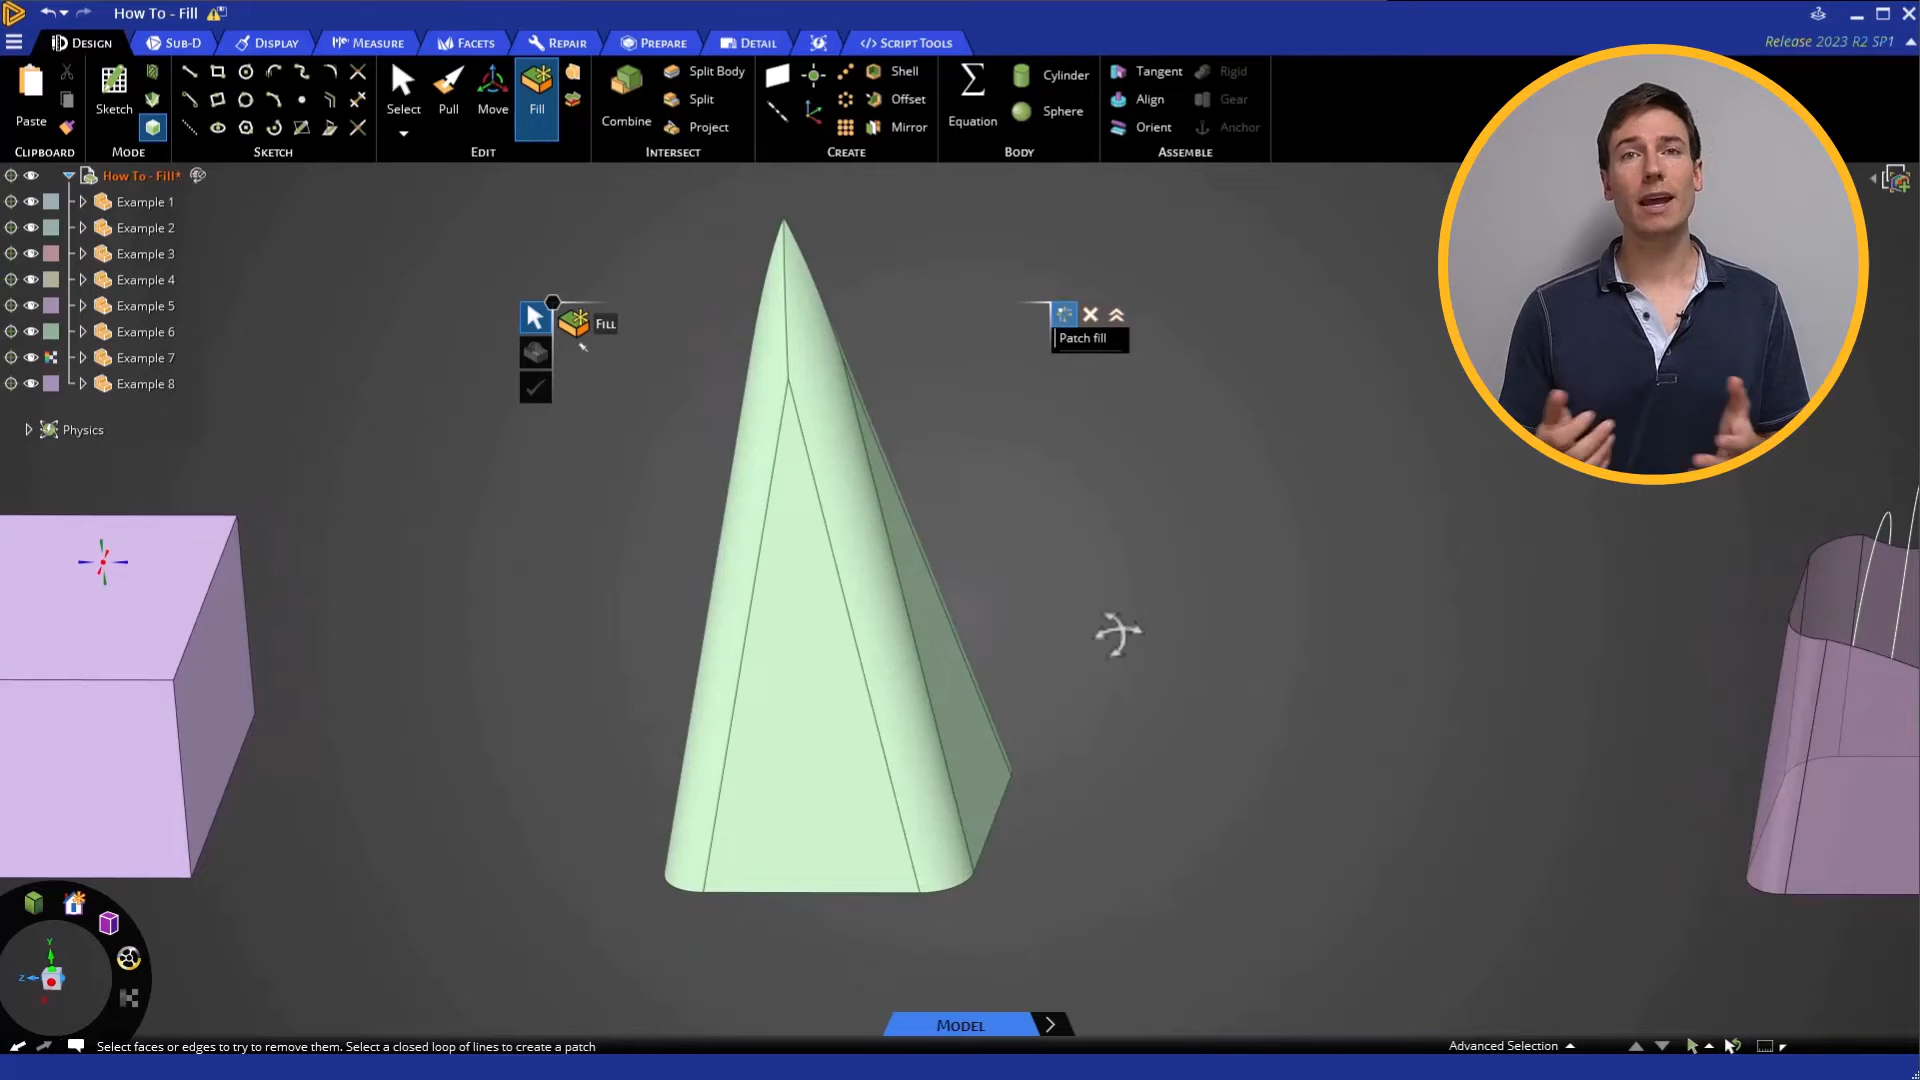 How To - Fill
DESIGN SUB-D DISPLAY MEASURE FACETS REPAIR PREPARE DETAIL </> SCRIPT TOOLS
Release 2023 R2 SP1
Paste
CLIPBOARD
Sketch
MODE
SKETCH
Select Pull Move Fill
EDIT
Combine
Split Body
Split
Project
INTERSECT
Shell
Offset
Mirror
CREATE
Equation
Cylinder
Sphere
BODY
Tangent Rigid
Align Gear
Orient Anchor
ASSEMBLE
How To - Fill*
Example 1
Example 2
Example 3
Example 4
Example 5
Example 6
Example 7
Example 8
Physics
FILL
Patch fill
Y
Z
X
MODEL
Select faces or edges to try to remove them. Select a closed loop of lines to create a patch
Advanced Selection